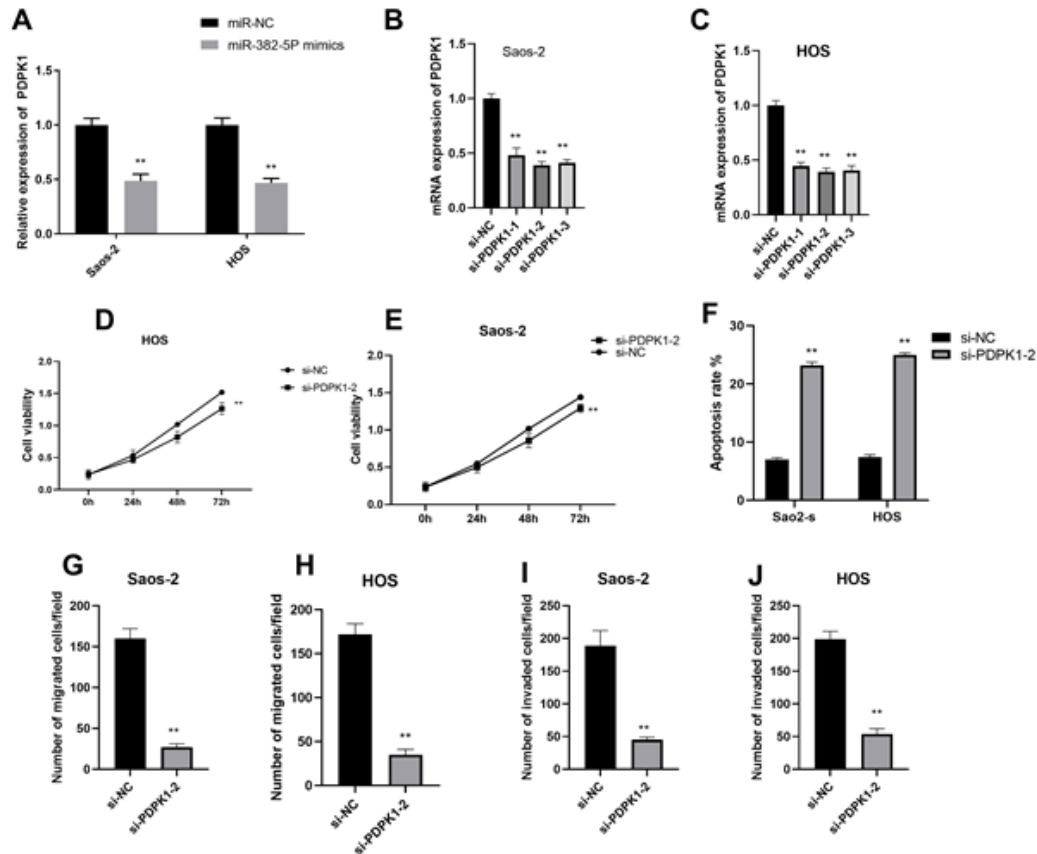 A
miR-NC
miR-382-5P mimics
Relative expression of PDPK1
1.5
1.0
0.5
0.0
**
**
Saos-2
HOS
B
Saos-2
mRNA expression of PDPK1
1.5
1.0
0.5
0.0
**
**
**
si-NC
si-PDPK1-1
si-PDPK1-2
si-PDPK1-3
C
HOS
mRNA expression of PDPK1
1.5
1.0
0.5
0.0
**
**
**
si-NC
si-PDPK1-1
si-PDPK1-2
si-PDPK1-3
D
HOS
Cell viability
2.0
1.5
1.0
0.5
0.0
si-NC
si-PDPK1-2
**
0h
24h
48h
72h
E
Saos-2
Cell viability
2.0
1.5
1.0
0.5
0.0
si-PDPK1-2
si-NC
**
0h
24h
48h
72h
F
Apoptosis rate %
30
20
10
0
**
**
si-NC
si-PDPK1-2
Sao2-s
HOS
G
Saos-2
Number of migrated cells/field
200
150
100
50
0
**
si-NC
si-PDPK1-2
H
HOS
Number of migrated cells/field
200
150
100
50
0
**
si-NC
si-PDPK1-2
I
Saos-2
Number of invaded cells/field
250
200
150
100
50
0
**
si-NC
si-PDPK1-2
J
HOS
Number of invaded cells/field
250
200
150
100
50
0
**
si-NC
si-PDPK1-2